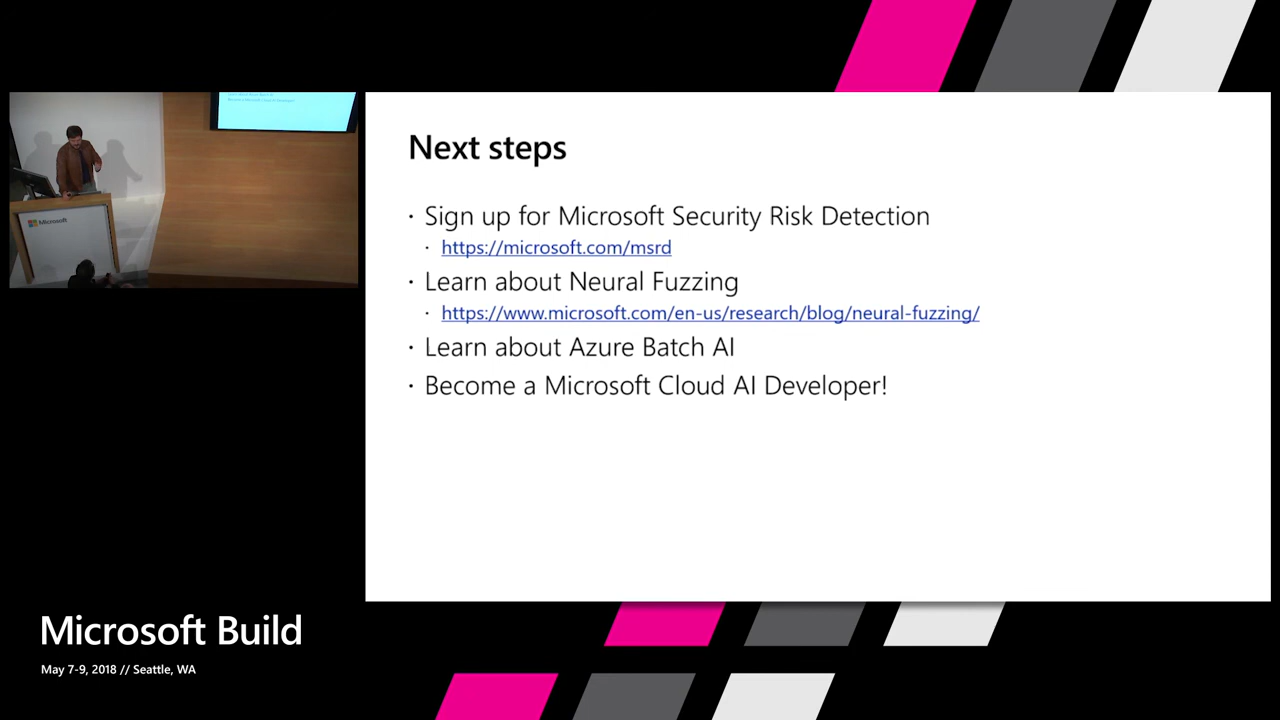 Microsoft
Next steps
· Sign up for Microsoft Security Risk Detection
· https://microsoft.com/msrd
· Learn about Neural Fuzzing
· https://www.microsoft.com/en-us/research/blog/neural-fuzzing/
· Learn about Azure Batch AI
· Become a Microsoft Cloud AI Developer!
Microsoft Build
May 7-9, 2018 // Seattle, WA